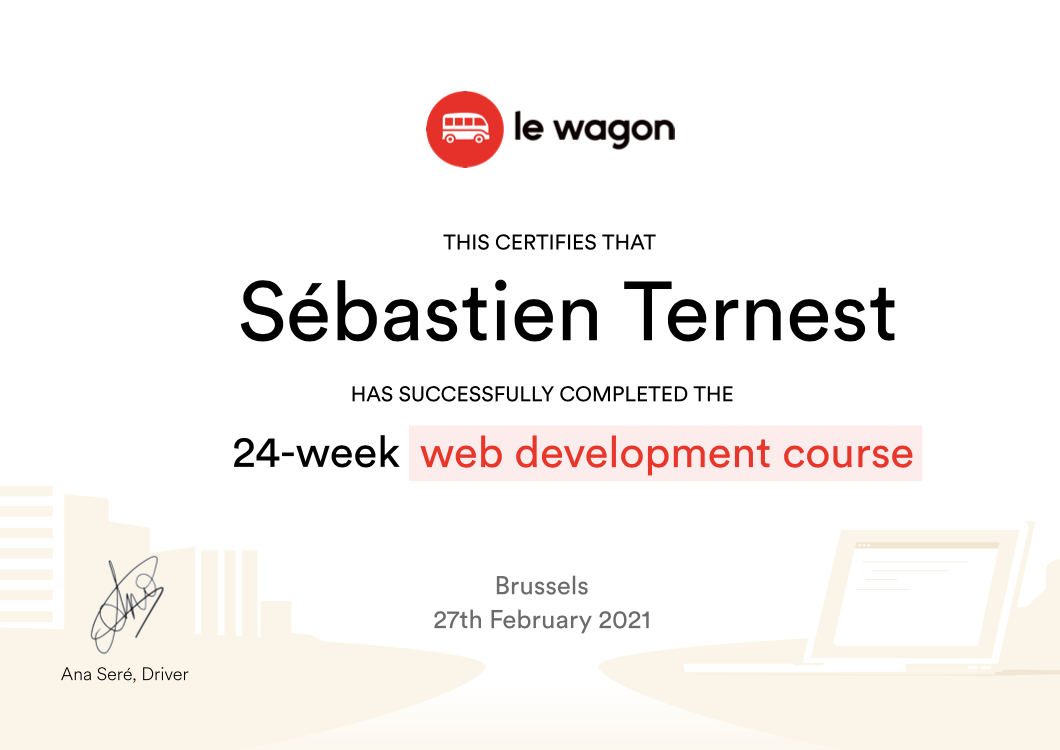 le wagon
THIS CERTIFIES THAT
Sébastien Ternest
HAS SUCCESSFULLY COMPLETED THE
24-week web development course
Brussels
27th February 2021
Ana Seré, Driver